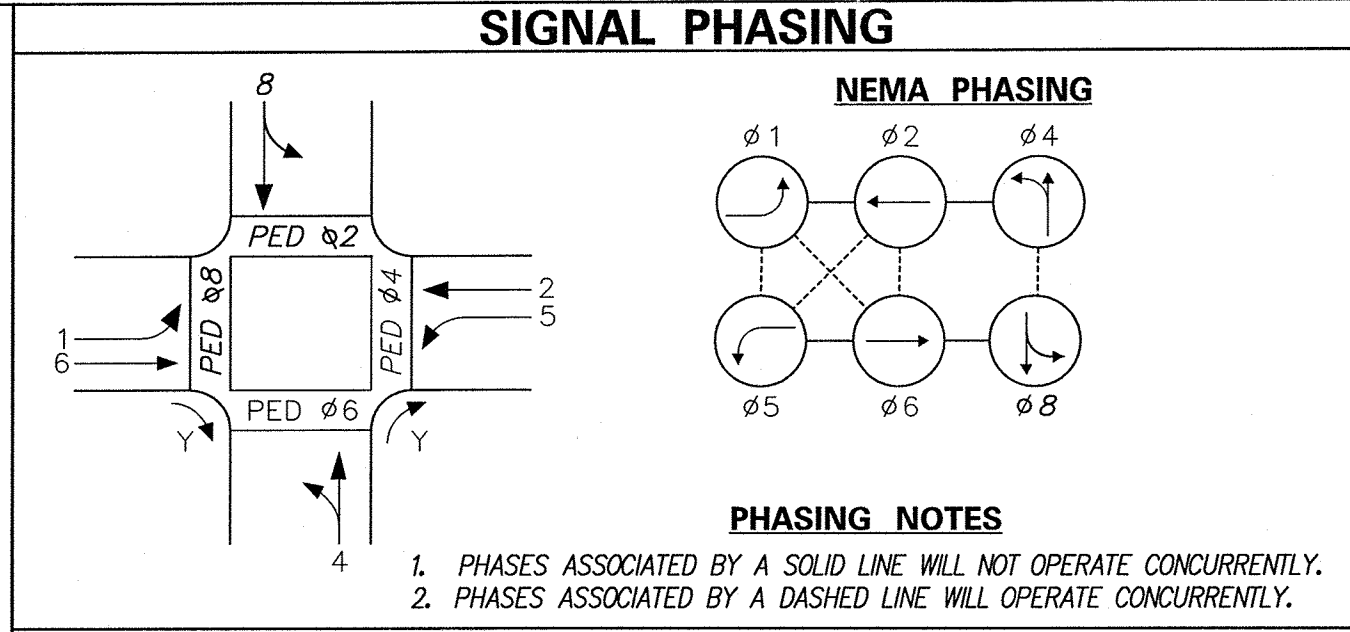 SIGNAL PHASING
8
NEMA PHASING
ø1 ø2 ø4
PED ø2
PED ø8
PED ø4
2
5
1
6
PED ø6
Y
Y
4
ø5 ø6 ø8
PHASING NOTES
1. PHASES ASSOCIATED BY A SOLID LINE WILL NOT OPERATE CONCURRENTLY.
2. PHASES ASSOCIATED BY A DASHED LINE WILL OPERATE CONCURRENTLY.